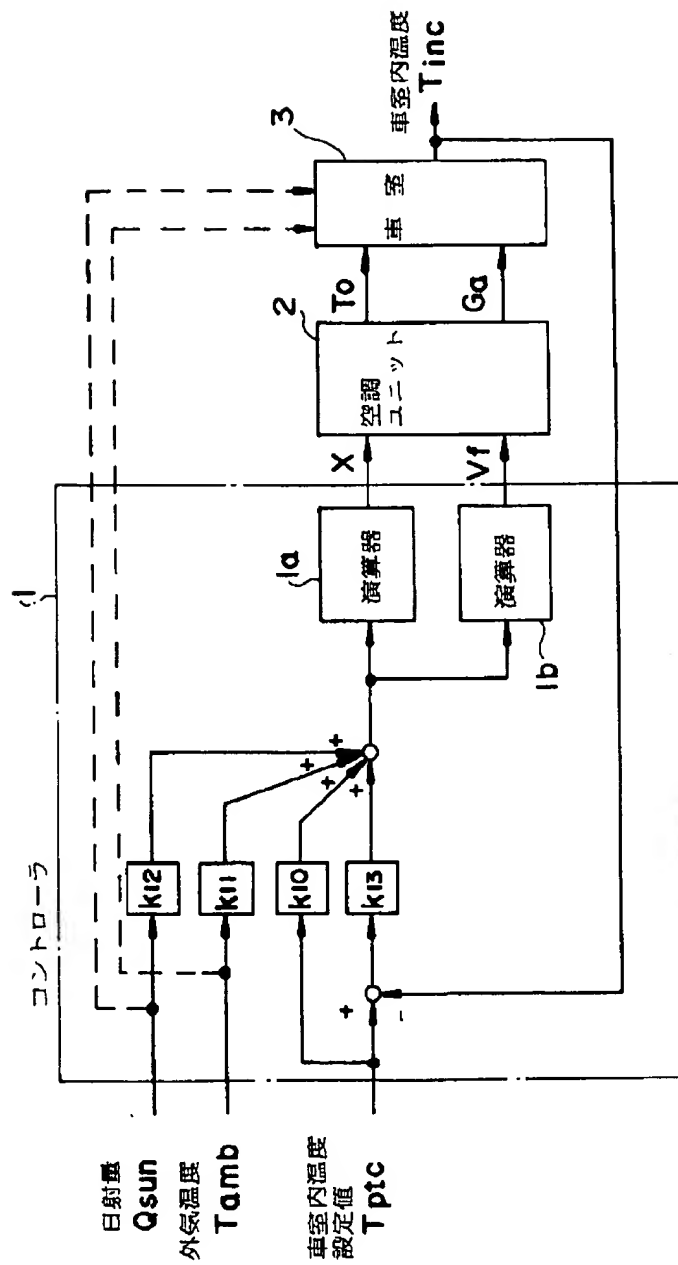 コントローラ
1
日射量
Qsun
外気温度
Tamb
車室内温度
設定値
Tptc
k12
k11
k10
k13
+
+
+
+
+
-
1a
演算器
演算器
1b
X
Vf
2
空調
ユニット
To
Ga
3
車室
車室内温度
Tinc